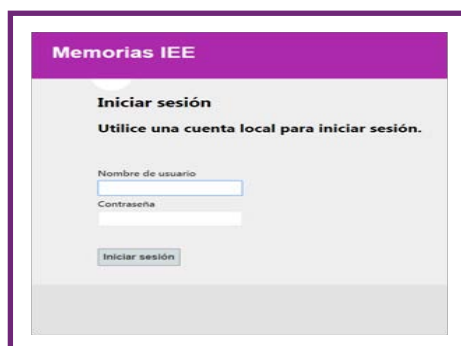 Memorias IEE
Iniciar sesión
Utilice una cuenta local para iniciar sesión.
Nombre de usuario
Contraseña
Iniciar sesión